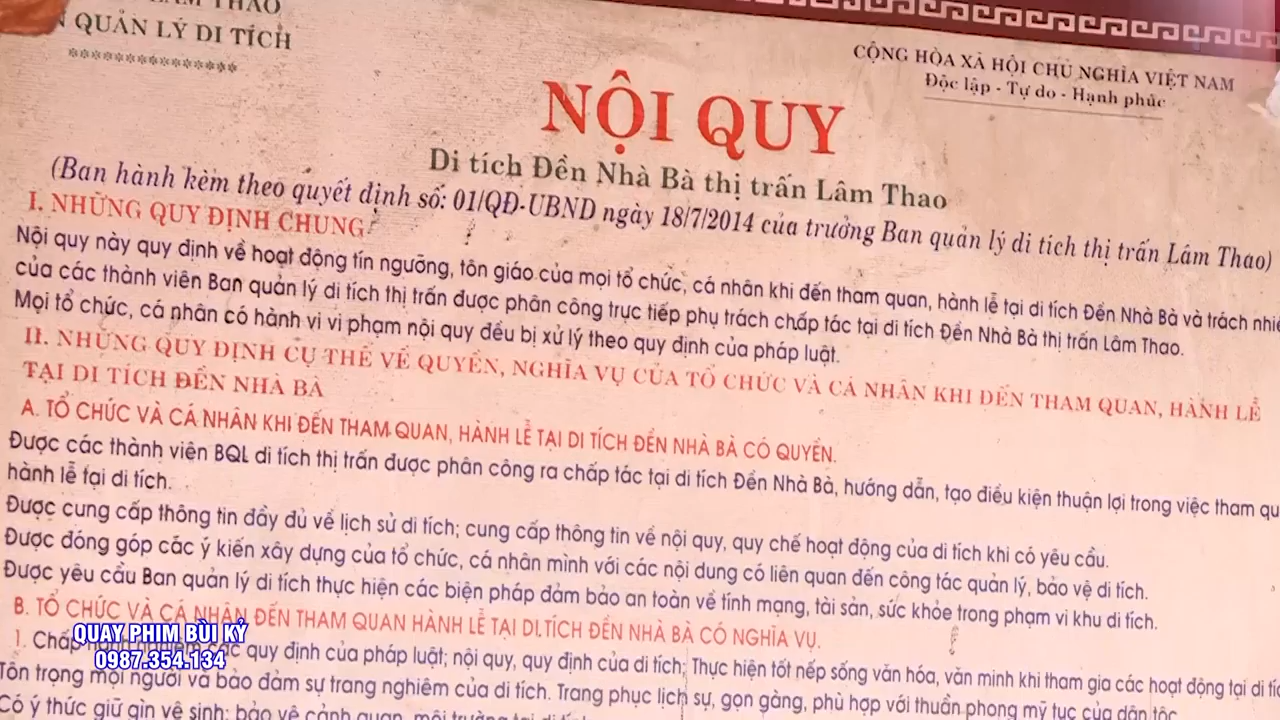 THAO
QUẢN LÝ DI TÍCH
***************
CỘNG HÒA XÃ HỘI CHỦ NGHĨA VIỆT NAM
Độc lập - Tự do - Hạnh phúc
NỘI QUY
Di tích Đền Nhà Bà thị trấn Lâm Thao
(Ban hành kèm theo quyết định số: 01/QĐ-UBND ngày 18/7/2014 của trưởng Ban quản lý di tích thị trấn Lâm Thao)
I. NHỮNG QUY ĐỊNH CHUNG
Nội quy này quy định về hoạt động tín ngưỡng, tôn giáo của mọi tổ chức, cá nhân khi đến tham quan, hành lễ tại di tích Đền Nhà Bà và trách
của các thành viên Ban quản lý di tích thị trấn được phân công trực tiếp phụ trách chấp tác tại di tích Đền Nhà Bà thị trấn Lâm Thao.
Mọi tổ chức, cá nhân có hành vi vi phạm nội quy đều bị xử lý theo quy định của pháp luật.
II. NHỮNG QUY ĐỊNH CỤ THỂ VỀ QUYỀN, NGHĨA VỤ CỦA TỔ CHỨC VÀ CÁ NHÂN KHI ĐẾN THAM QUAN, HÀNH LỄ
TẠI DI TÍCH ĐỀN NHÀ BÀ
A. TỔ CHỨC VÀ CÁ NHÂN KHI ĐẾN THAM QUAN, HÀNH LỄ TẠI DI TÍCH ĐỀN NHÀ BÀ CÓ QUYỀN.
Được các thành viên BQL di tích thị trấn được phân công ra chấp tác tại di tích Đền Nhà Bà, hướng dẫn, tạo điều kiện thuận lợi trong việc tham
hành lễ tại di tích.
Được cung cấp thông tin đầy đủ về lịch sử di tích; cung cấp thông tin về nội quy, quy chế hoạt động của di tích khi có yêu cầu.
Được đóng góp các ý kiến xây dựng của tổ chức, cá nhân mình với các nội dung có liên quan đến công tác quản lý, bảo vệ di tích.
Được yêu cầu Ban quản lý di tích thực hiện các biện pháp đảm bảo an toàn về tính mạng, tài sản, sức khỏe trong phạm vi khu di tích.
B. TỔ CHỨC VÀ CÁ NHÂN ĐẾN THAM QUAN HÀNH LỄ TẠI DI TÍCH ĐỀN NHÀ BÀ CÓ NGHĨA VỤ.
1. Chấp hành nghiêm các quy định của pháp luật; nội quy, quy định của di tích; Thực hiện tốt nếp sống văn hóa, văn minh khi tham gia các hoạt động tại di
Tôn trọng mọi người và bảo đảm sự trang nghiêm của di tích. Trang phục lịch sự, gọn gàng, phù hợp với thuần phong mỹ tục của dân tộc.
Có ý thức giữ gìn vệ sinh; bảo vệ cảnh quan, môi trường tại di tích
QUAY PHIM BÙI KỶ
0987.354.134